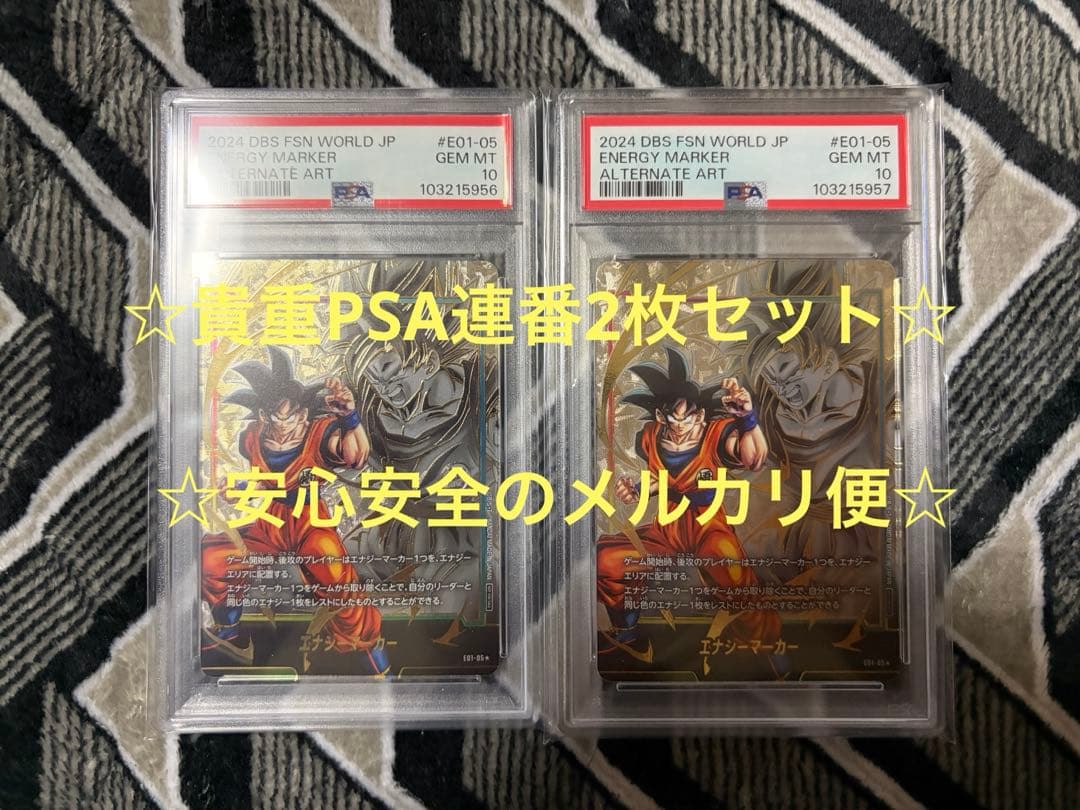 2024 DBS FSN WORLD JP #E01-05
ENERGY MARKER GEM MT
ALTERNATE ART 10
PSA 103215956
2024 DBS FSN WORLD JP #E01-05
ENERGY MARKER GEM MT
ALTERNATE ART 10
PSA 103215957
☆貴重PSA連番2枚セット☆
☆安心安全のメルカリ便☆
ゲーム開始時、後攻のプレイヤーはエナジーマーカー1つを、エナジー
エリアに配置する。
エナジーマーカー1つをゲームから取り除くことで、自分のリーダーと
同じ色のエナジー1枚をレストにしたものとすることができる。
エナジーマーカー
E01-05★
ゲーム開始時、後攻のプレイヤーはエナジーマーカー1つを、エナジー
エリアに配置する。
エナジーマーカー1つをゲームから取り除くことで、自分のリーダーと
同じ色のエナジー1枚をレストにしたものとすることができる。
エナジーマーカー
E01-05★